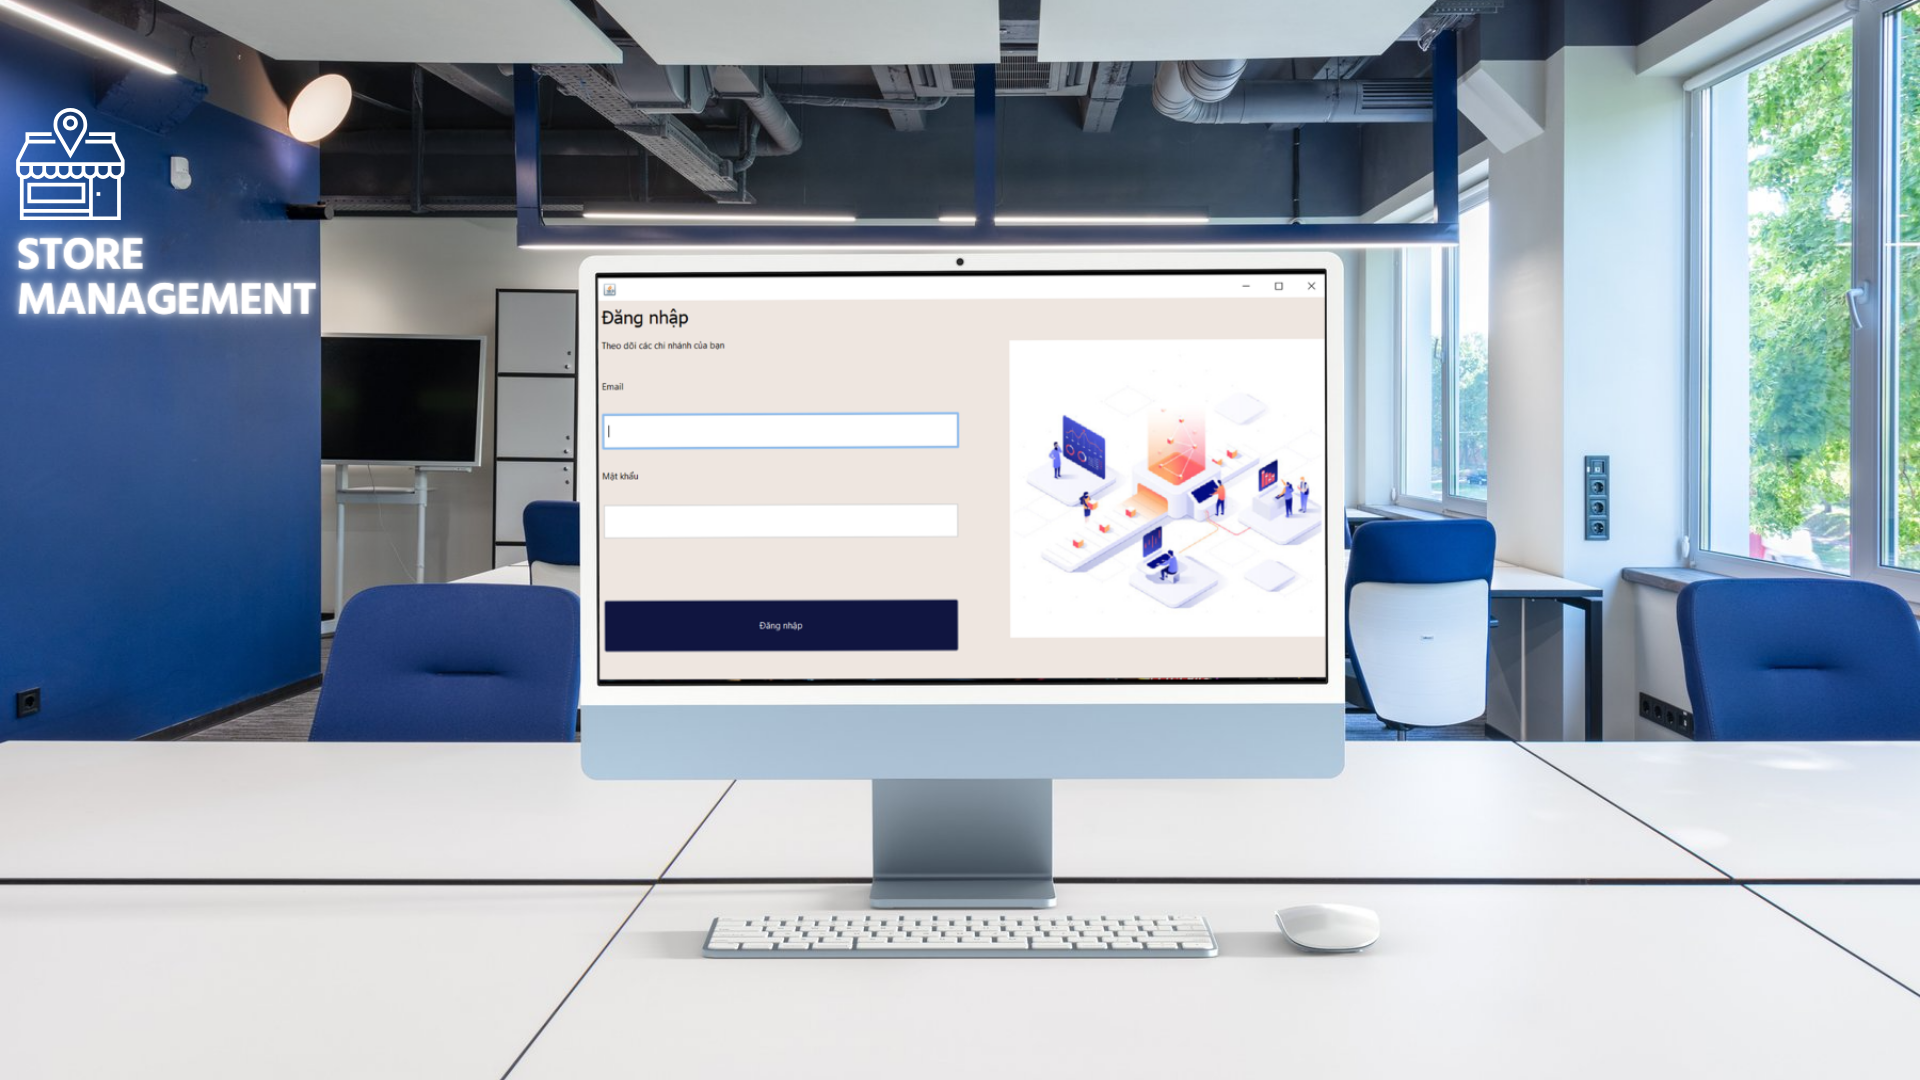 STORE
MANAGEMENT
Đăng nhập
Theo dõi các chi nhánh của bạn
Email
Mật khẩu
Đăng nhập